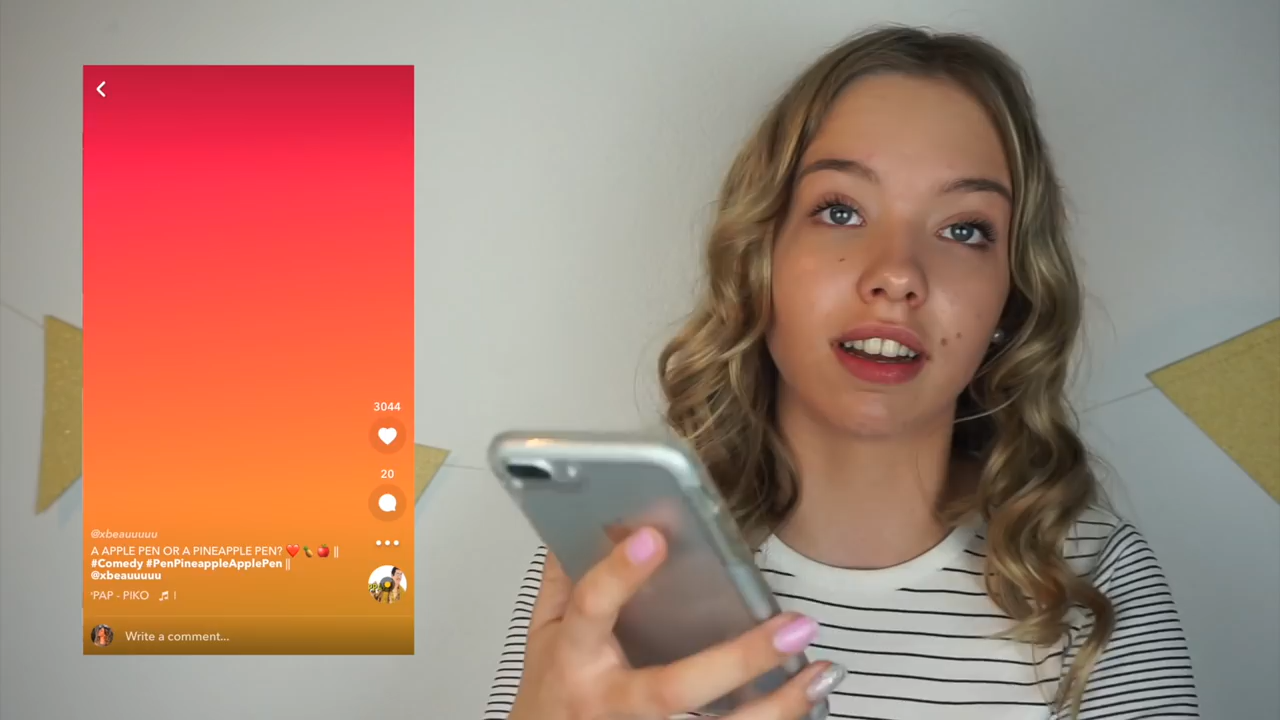 3044
20
@xbeauuuuu
A APPLE PEN OR A PINEAPPLE PEN? ❤️🍍🍎 ||
#Comedy #PenPineappleApplePen ||
@xbeauuuuu
'PAP - PIKO 🎵 |
Write a comment...